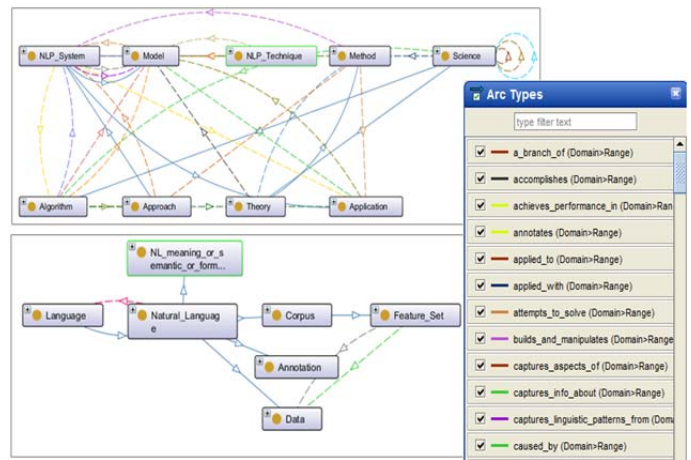 NLP_System
Model
NLP_Technique
Method
Science
Algorithm
Approach
Theory
Application
NL_meaning_or_s
emantic_or_form...
Language
Natural_Languag
e
Corpus
Feature_Set
Annotation
Data
Arc Types
type filter text
a_branch_of (Domain>Range)
accomplishes (Domain>Range)
achieves_performance_in (Domain>Ran
annotates (Domain>Range)
applied_to (Domain>Range)
applied_with (Domain>Range)
attempts_to_solve (Domain>Range)
builds_and_manipulates (Domain>Range
captures_aspects_of (Domain>Range)
captures_info_about (Domain>Range)
captures_linguistic_patterns_from (Dom
caused_by (Domain>Range)